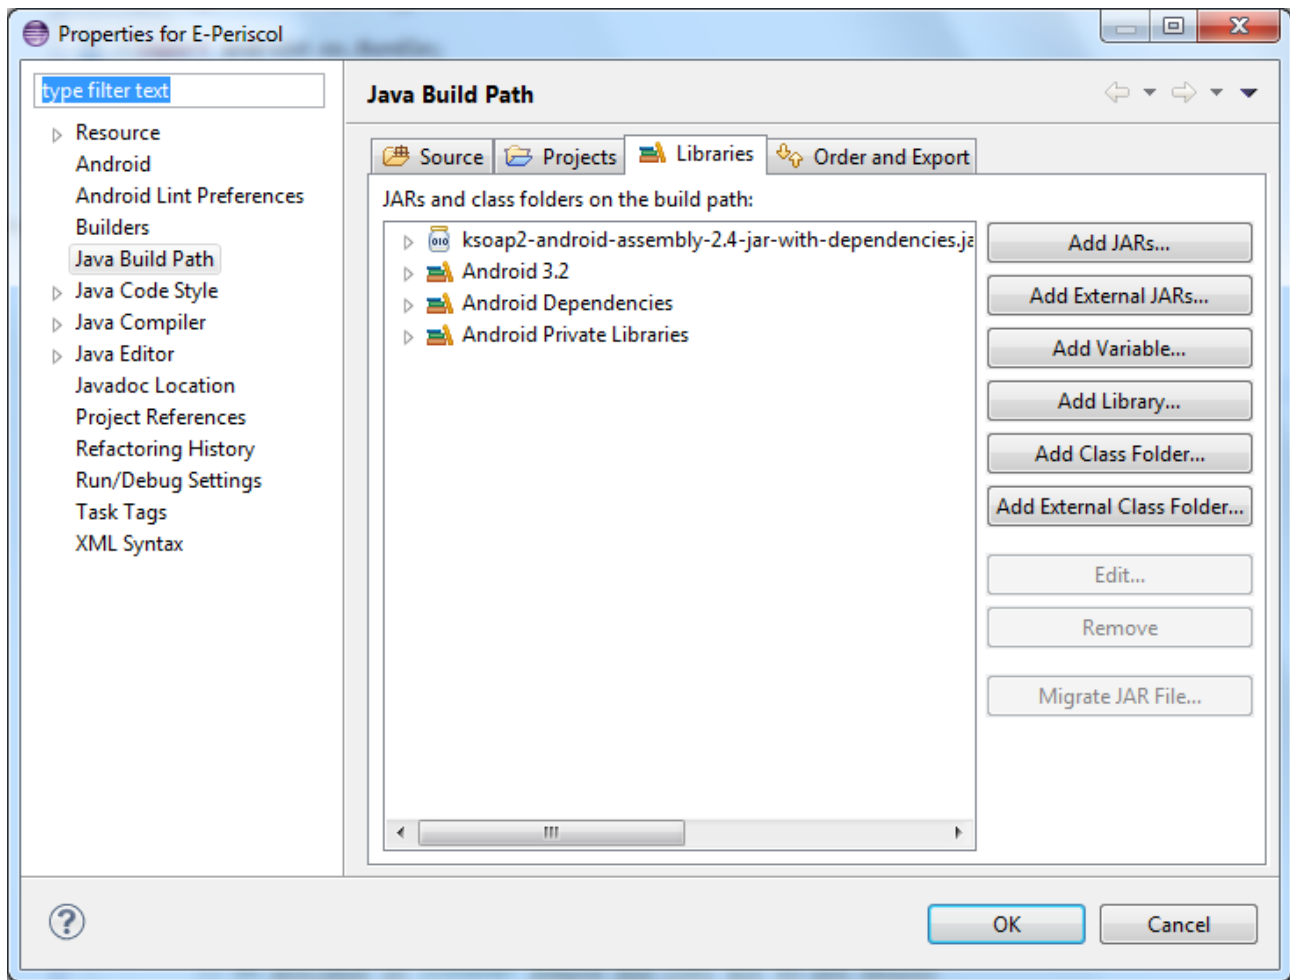 Properties for E-Periscol
type filter text
Resource
Android
Android Lint Preferences
Builders
Java Build Path
Java Code Style
Java Compiler
Java Editor
Javadoc Location
Project References
Refactoring History
Run/Debug Settings
Task Tags
XML Syntax
Java Build Path
Source Projects Libraries Order and Export
JARs and class folders on the build path:
ksoap2-android-assembly-2.4-jar-with-dependencies.ja
Android 3.2
Android Dependencies
Android Private Libraries
Add JARs...
Add External JARs...
Add Variable...
Add Library...
Add Class Folder...
Add External Class Folder...
Edit...
Remove
Migrate JAR File...
OK Cancel